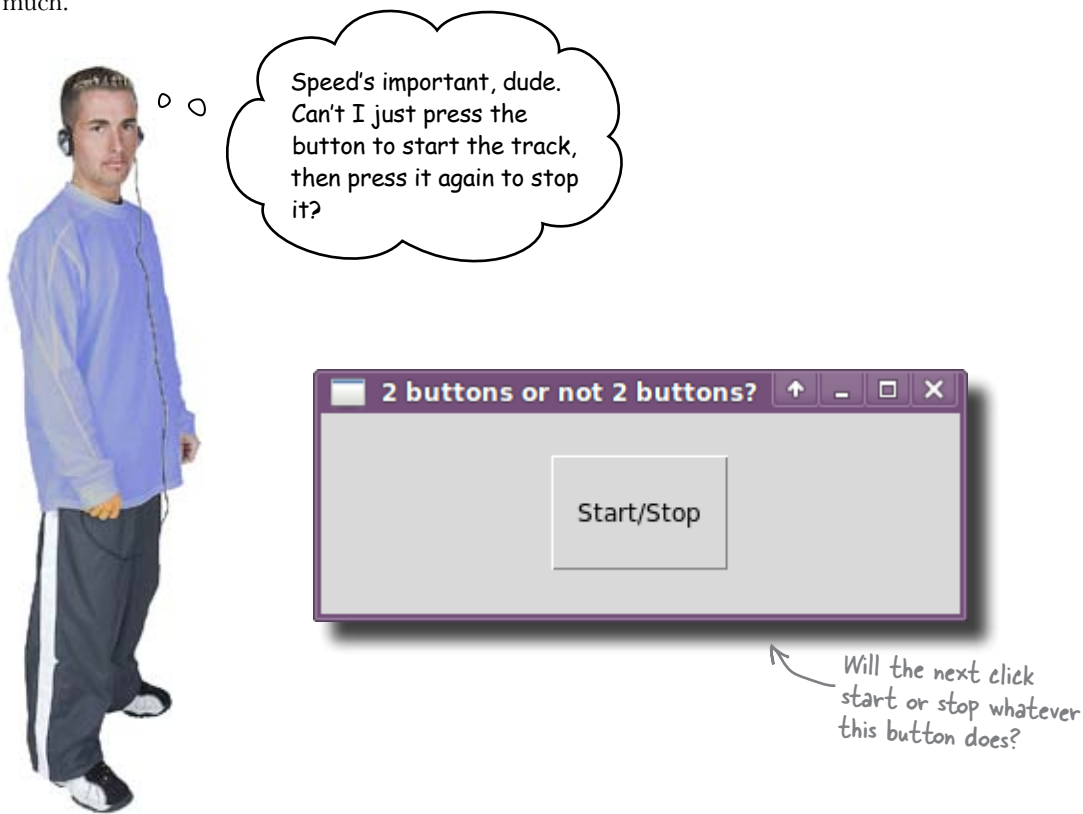 much.
Speed's important, dude.
Can't I just press the
button to start the track,
then press it again to stop
it?
2 buttons or not 2 buttons?
Start/Stop
Will the next click
start or stop whatever
this button does?